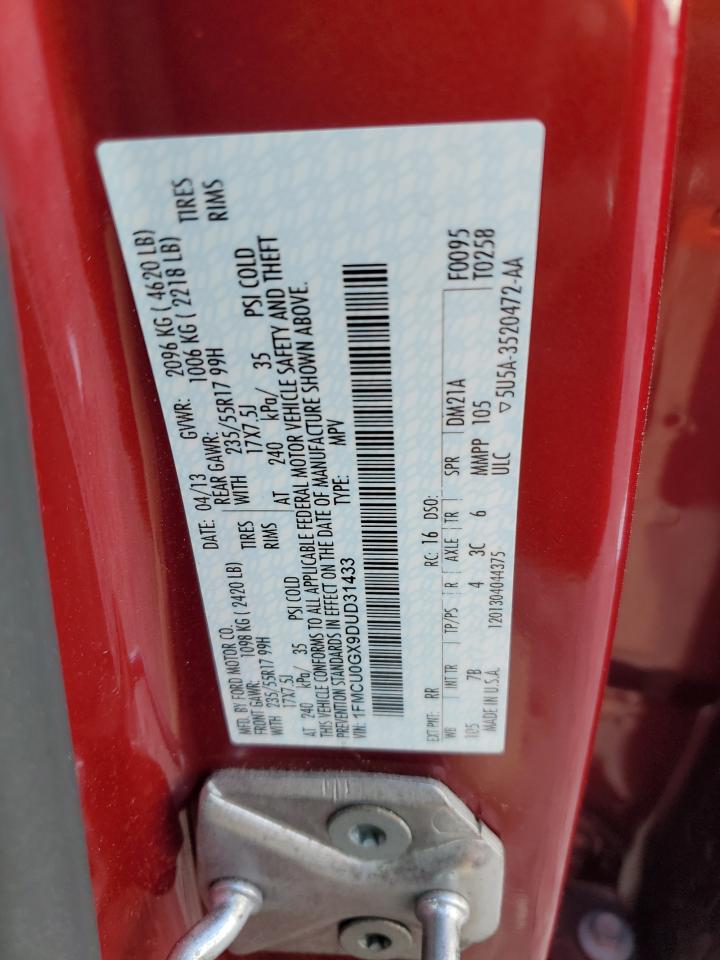 MFD. BY FORD MOTOR CO. DATE: 04/13 GVWR: 2096 KG ( 4620 LB)
FRONT GAWR: 1098 KG ( 2420 LB) REAR GAWR: 1006 KG ( 2218 LB)
WITH 235/55R17 99H TIRES WITH 235/55R17 99H TIRES
17X7.5J RIMS 17X7.5J RIMS
AT 240 kPa/ 35 PSI COLD AT 240 kPa/ 35 PSI COLD
THIS VEHICLE CONFORMS TO ALL APPLICABLE FEDERAL MOTOR VEHICLE SAFETY AND THEFT
PREVENTION STANDARDS IN EFFECT ON THE DATE OF MANUFACTURE SHOWN ABOVE.
VIN: 1FMCU0GX9DUD31433 TYPE: MPV
EXT PNT: RR RC: 16 DSO: F0095
WB INT TR TP/PS R AXLE TR SPR DM21A T0258
105 7B 4 3C 6 MMPP 105
MADE IN U.S.A. 1201304044375 ULC ▽5U5A-3520472-AA